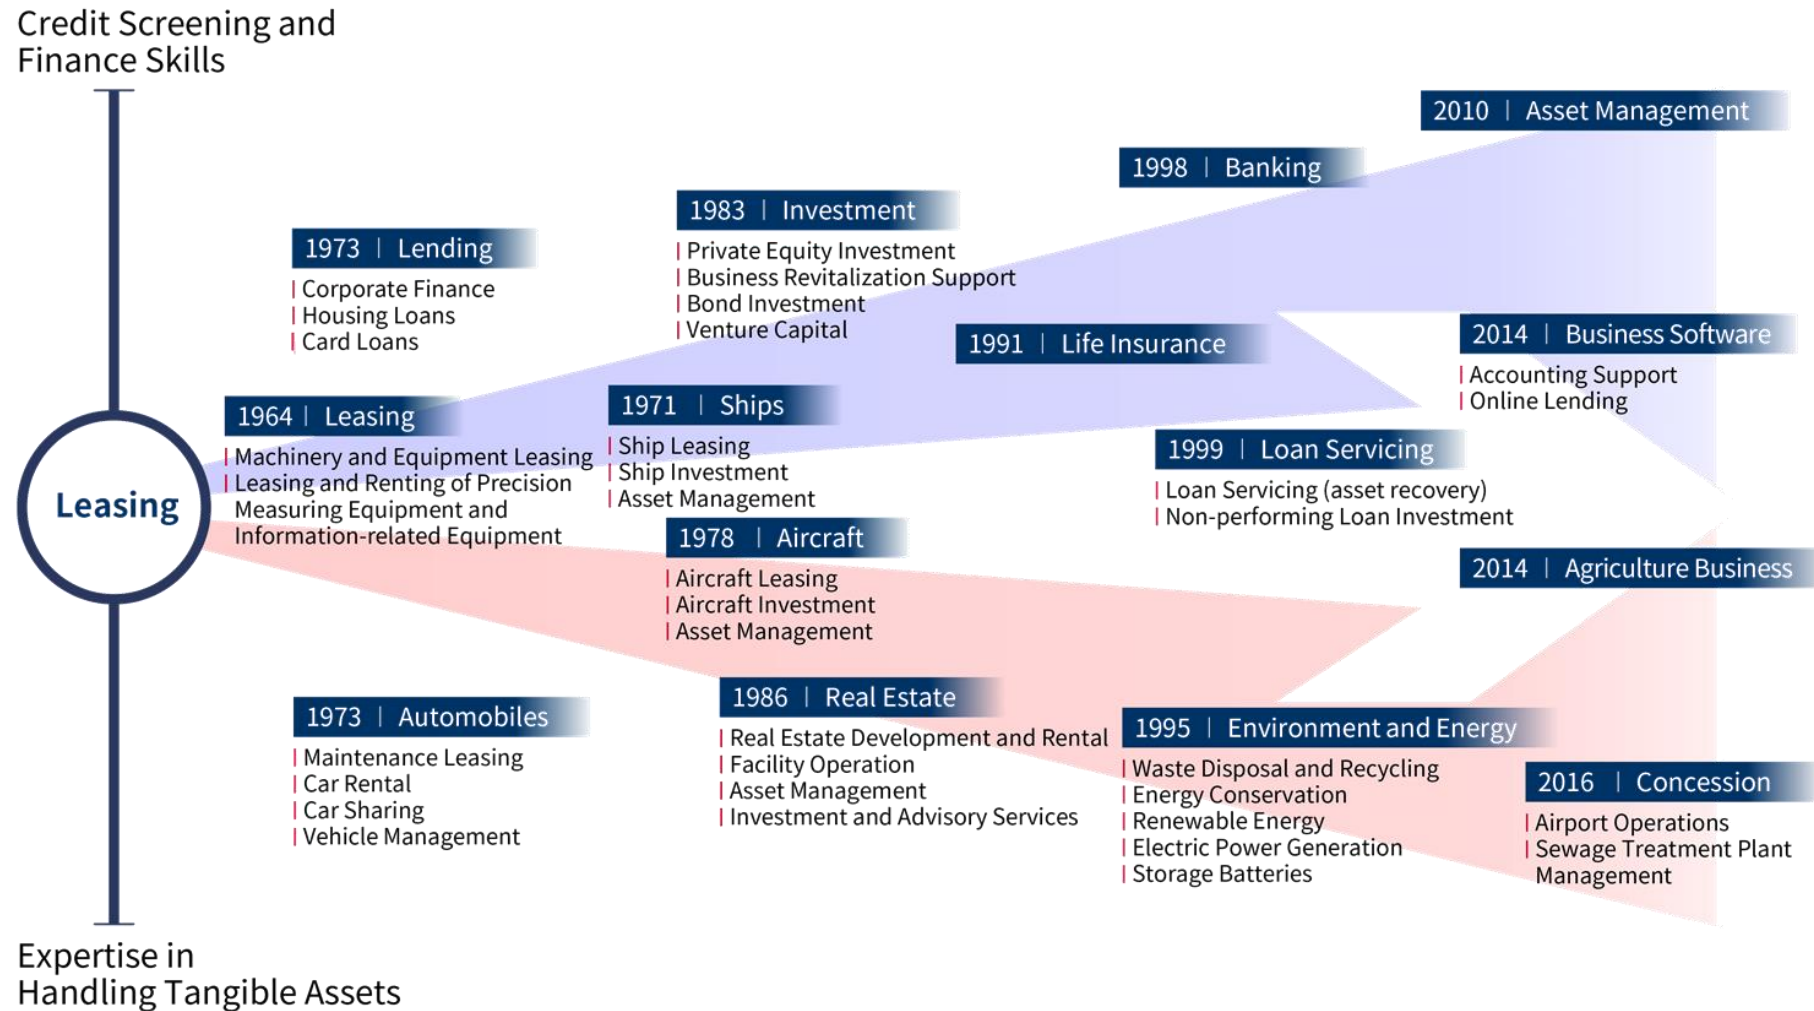 Credit Screening and
Finance Skills
2010 | Asset Management
1998 | Banking
1983 | Investment
Private Equity Investment
Business Revitalization Support
Bond Investment
Venture Capital
1973 | Lending
Corporate Finance
Housing Loans
Card Loans
1991 | Life Insurance
2014 | Business Software
Accounting Support
Online Lending
1964 | Leasing
Machinery and Equipment Leasing
Leasing and Renting of Precision
Measuring Equipment and
Information-related Equipment
1971 | Ships
Ship Leasing
Ship Investment
Asset Management
1999 | Loan Servicing
Loan Servicing (asset recovery)
Non-performing Loan Investment
Leasing
1978 | Aircraft
Aircraft Leasing
Aircraft Investment
Asset Management
2014 | Agriculture Business
1973 | Automobiles
Maintenance Leasing
Car Rental
Car Sharing
Vehicle Management
1986 | Real Estate
Real Estate Development and Rental
Facility Operation
Asset Management
Investment and Advisory Services
1995 | Environment and Energy
Waste Disposal and Recycling
Energy Conservation
Renewable Energy
Electric Power Generation
Storage Batteries
2016 | Concession
Airport Operations
Sewage Treatment Plant
Management
Expertise in
Handling Tangible Assets